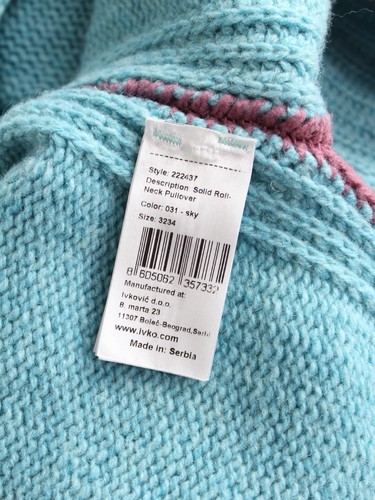 Style: 222437
Description: Solid Roll-
Neck Pullover
Color: 031 - sky
Size: 3234
8 605062 357332
Manufactured at:
Ivković d.o.o.
8. marta 23
11307 Boleč-Beograd,Serbia
www.ivko.com
Made in: Serbia